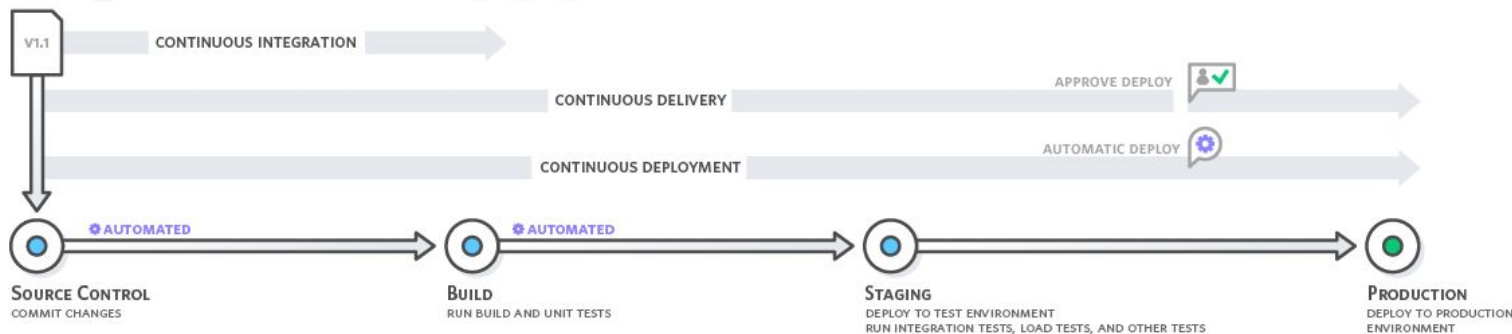 V1.1
CONTINUOUS INTEGRATION
APPROVE DEPLOY
CONTINUOUS DELIVERY
AUTOMATIC DEPLOY
CONTINUOUS DEPLOYMENT
AUTOMATED
AUTOMATED
SOURCE CONTROL
COMMIT CHANGES
BUILD
RUN BUILD AND UNIT TESTS
STAGING
DEPLOY TO TEST ENVIRONMENT
RUN INTEGRATION TESTS, LOAD TESTS, AND OTHER TESTS
PRODUCTION
DEPLOY TO PRODUCTION
ENVIRONMENT